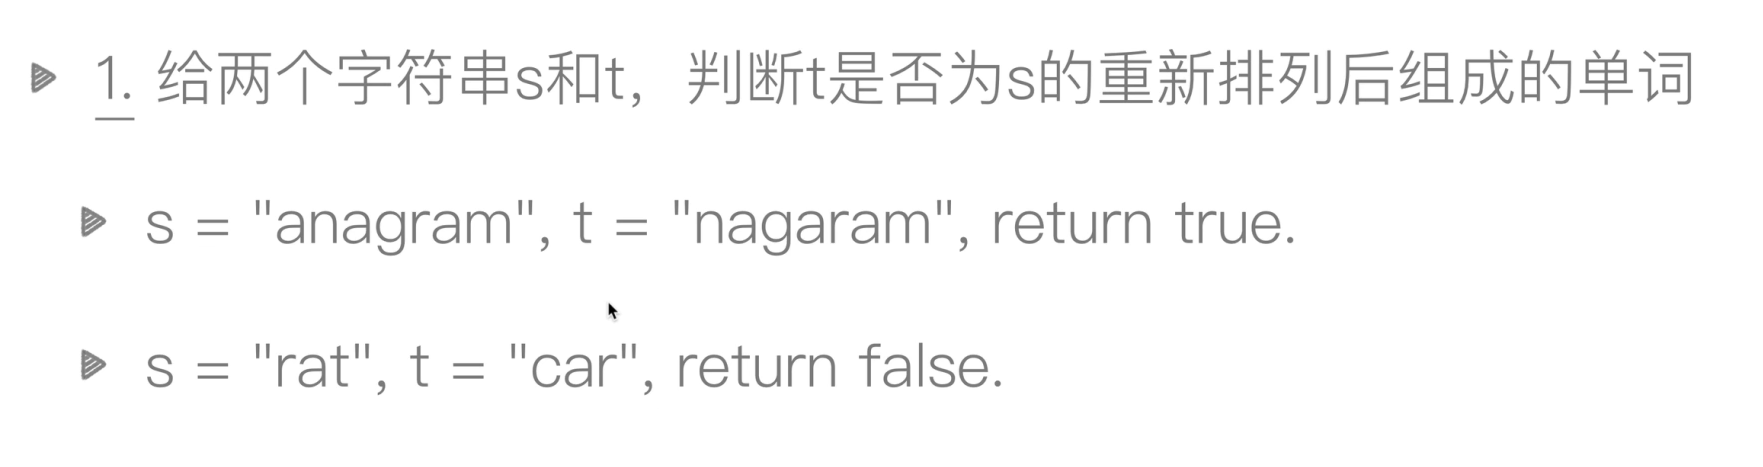 1. 给两个字符串s和t，判断t是否为s的重新排列后组成的单词
s = "anagram", t = "nagaram", return true.
s = "rat", t = "car", return false.